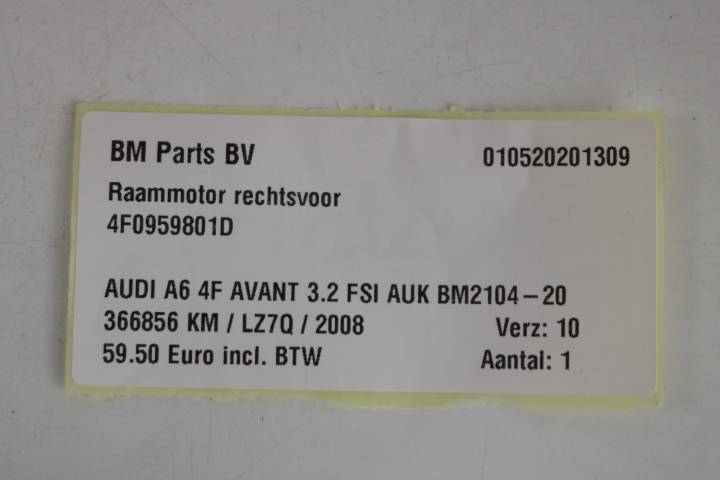 BM Parts BV 010520201309
Raammotor rechtsvoor
4F0959801D
AUDI A6 4F AVANT 3.2 FSI AUK BM2104-20
366856 KM / LZ7Q / 2008 Verz: 10
59.50 Euro incl. BTW Aantal: 1